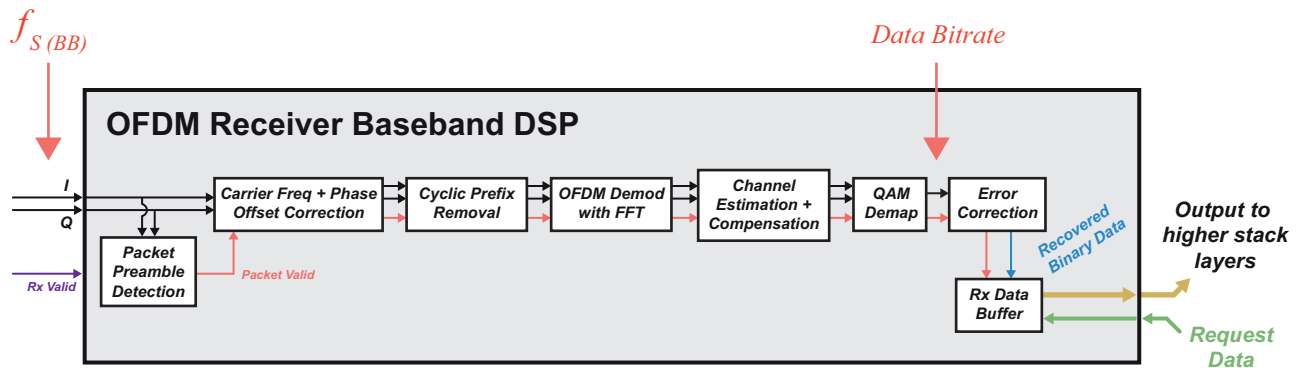 f S (BB)
Data Bitrate
OFDM Receiver Baseband DSP
I
Q
Rx Valid
Packet
Preamble
Detection
Packet Valid
Carrier Freq + Phase
Offset Correction
Cyclic Prefix
Removal
OFDM Demod
with FFT
Channel
Estimation +
Compensation
QAM
Demap
Error
Correction
Recovered
Binary Data
Rx Data
Buffer
Output to
higher stack
layers
Request
Data